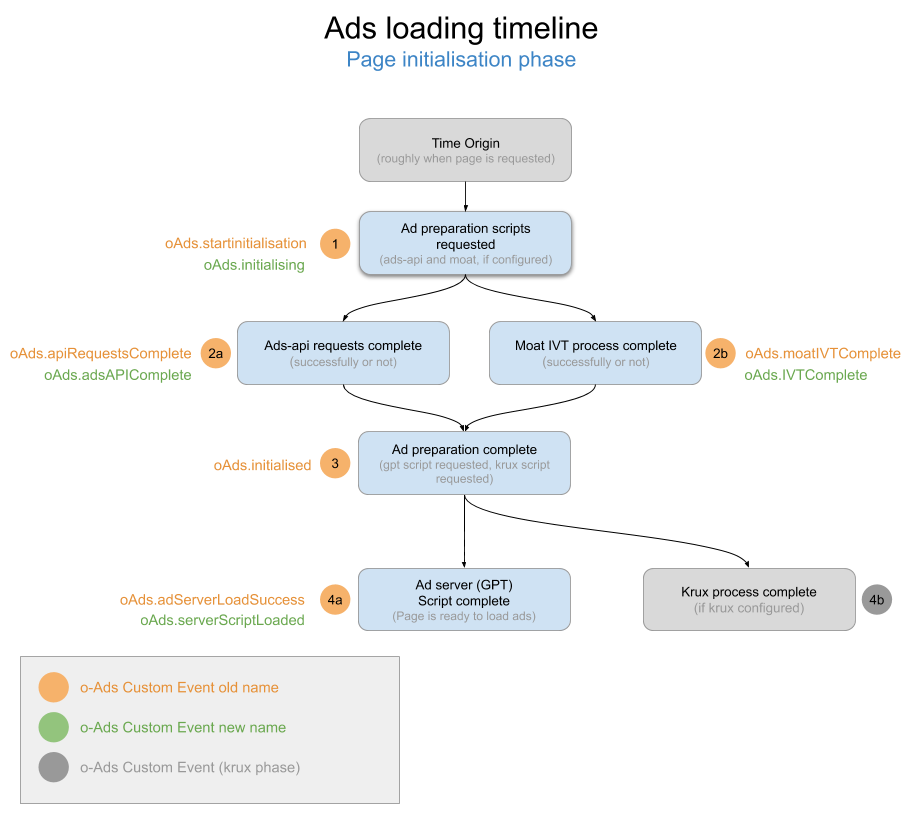 Ads loading timeline
Page initialisation phase
Time Origin
(roughly when page is requested)
Ad preparation scripts
requested
(ads-api and moat, if configured)
1
oAds.startinitialisation
oAds.initialising
Ads-api requests complete
(successfully or not)
2a
oAds.apiRequestsComplete
oAds.adsAPIComplete
Moat IVT process complete
(successfully or not)
2b
oAds.moatIVTComplete
oAds.IVTComplete
Ad preparation complete
(gpt script requested, krux script
requested)
3
oAds.initialised
Ad server (GPT)
Script complete
(Page is ready to load ads)
4a
oAds.adServerLoadSuccess
oAds.serverScriptLoaded
Krux process complete
(if krux configured)
4b
o-Ads Custom Event old name
o-Ads Custom Event new name
o-Ads Custom Event (krux phase)